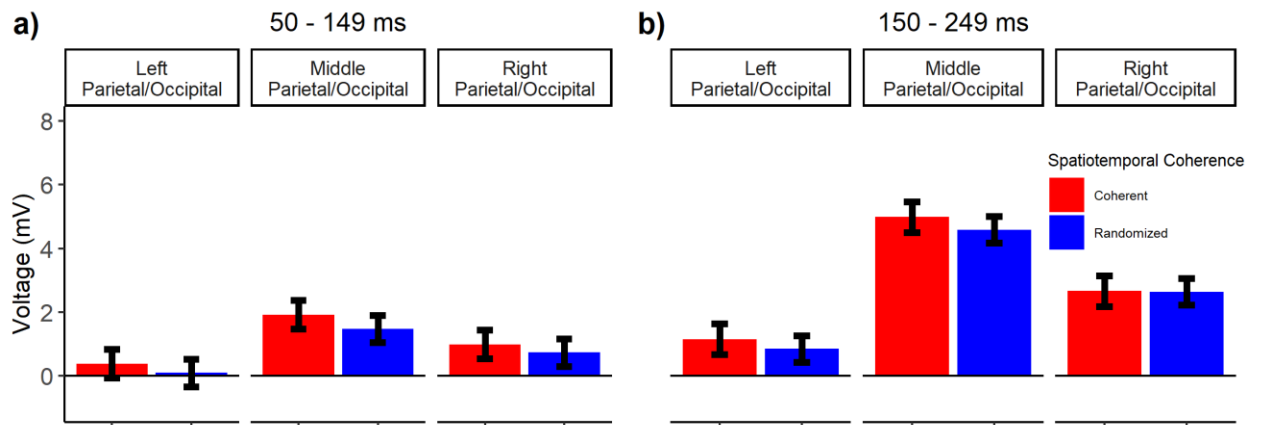 a)
50 - 149 ms
Left
Parietal/Occipital
Middle
Parietal/Occipital
Right
Parietal/Occipital
Voltage (mV)
8
6
4
2
0
b)
150 - 249 ms
Left
Parietal/Occipital
Middle
Parietal/Occipital
Right
Parietal/Occipital
Spatiotemporal Coherence
Coherent
Randomized